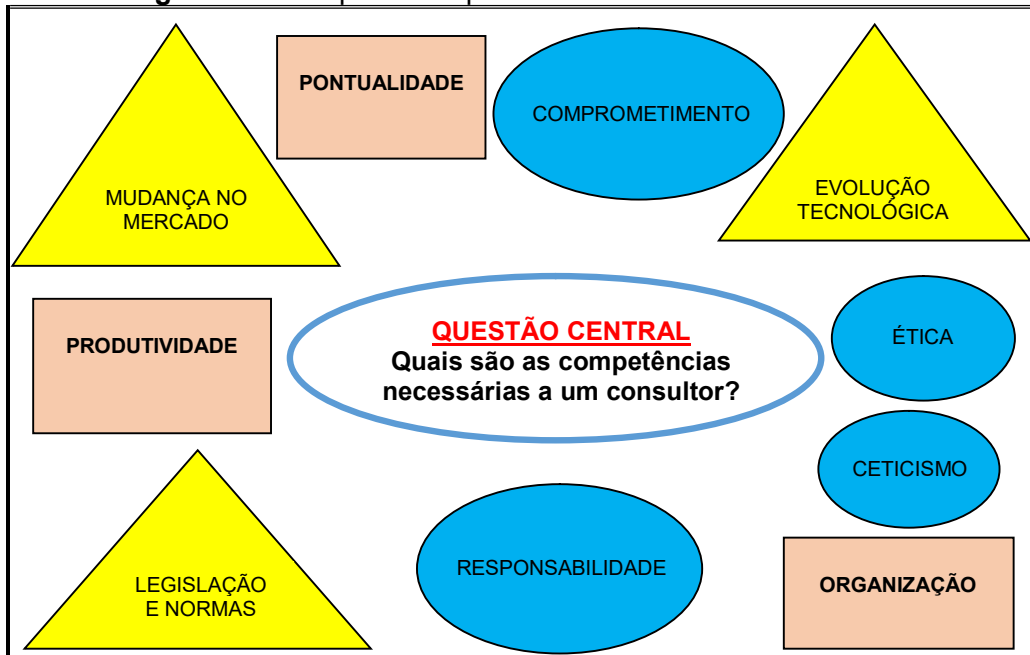 PONTUALIDADE
COMPROMETIMENTO
MUDANÇA NO
MERCADO
EVOLUÇÃO
TECNOLÓGICA
PRODUTIVIDADE
QUESTÃO CENTRAL
Quais são as competências
necessárias a um consultor?
ÉTICA
CETICISMO
LEGISLAÇÃO
E NORMAS
RESPONSABILIDADE
ORGANIZAÇÃO